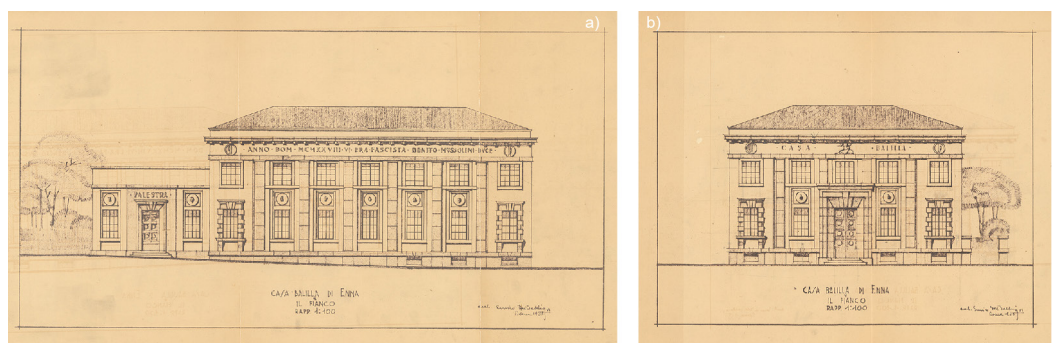 a)
ANNO · DOM · MCMXXVIII · VI · ERA · FASCISTA · BENITO · MUSSOLINI · DUCE
· PALESTRA ·
CASA BALILLA DI ENNA
IL FIANCO
RAPP. 1:100
b)
· CASA · BALILLA ·
CASA BALILLA DI ENNA
IL FIANCO
RAPP. 1:100